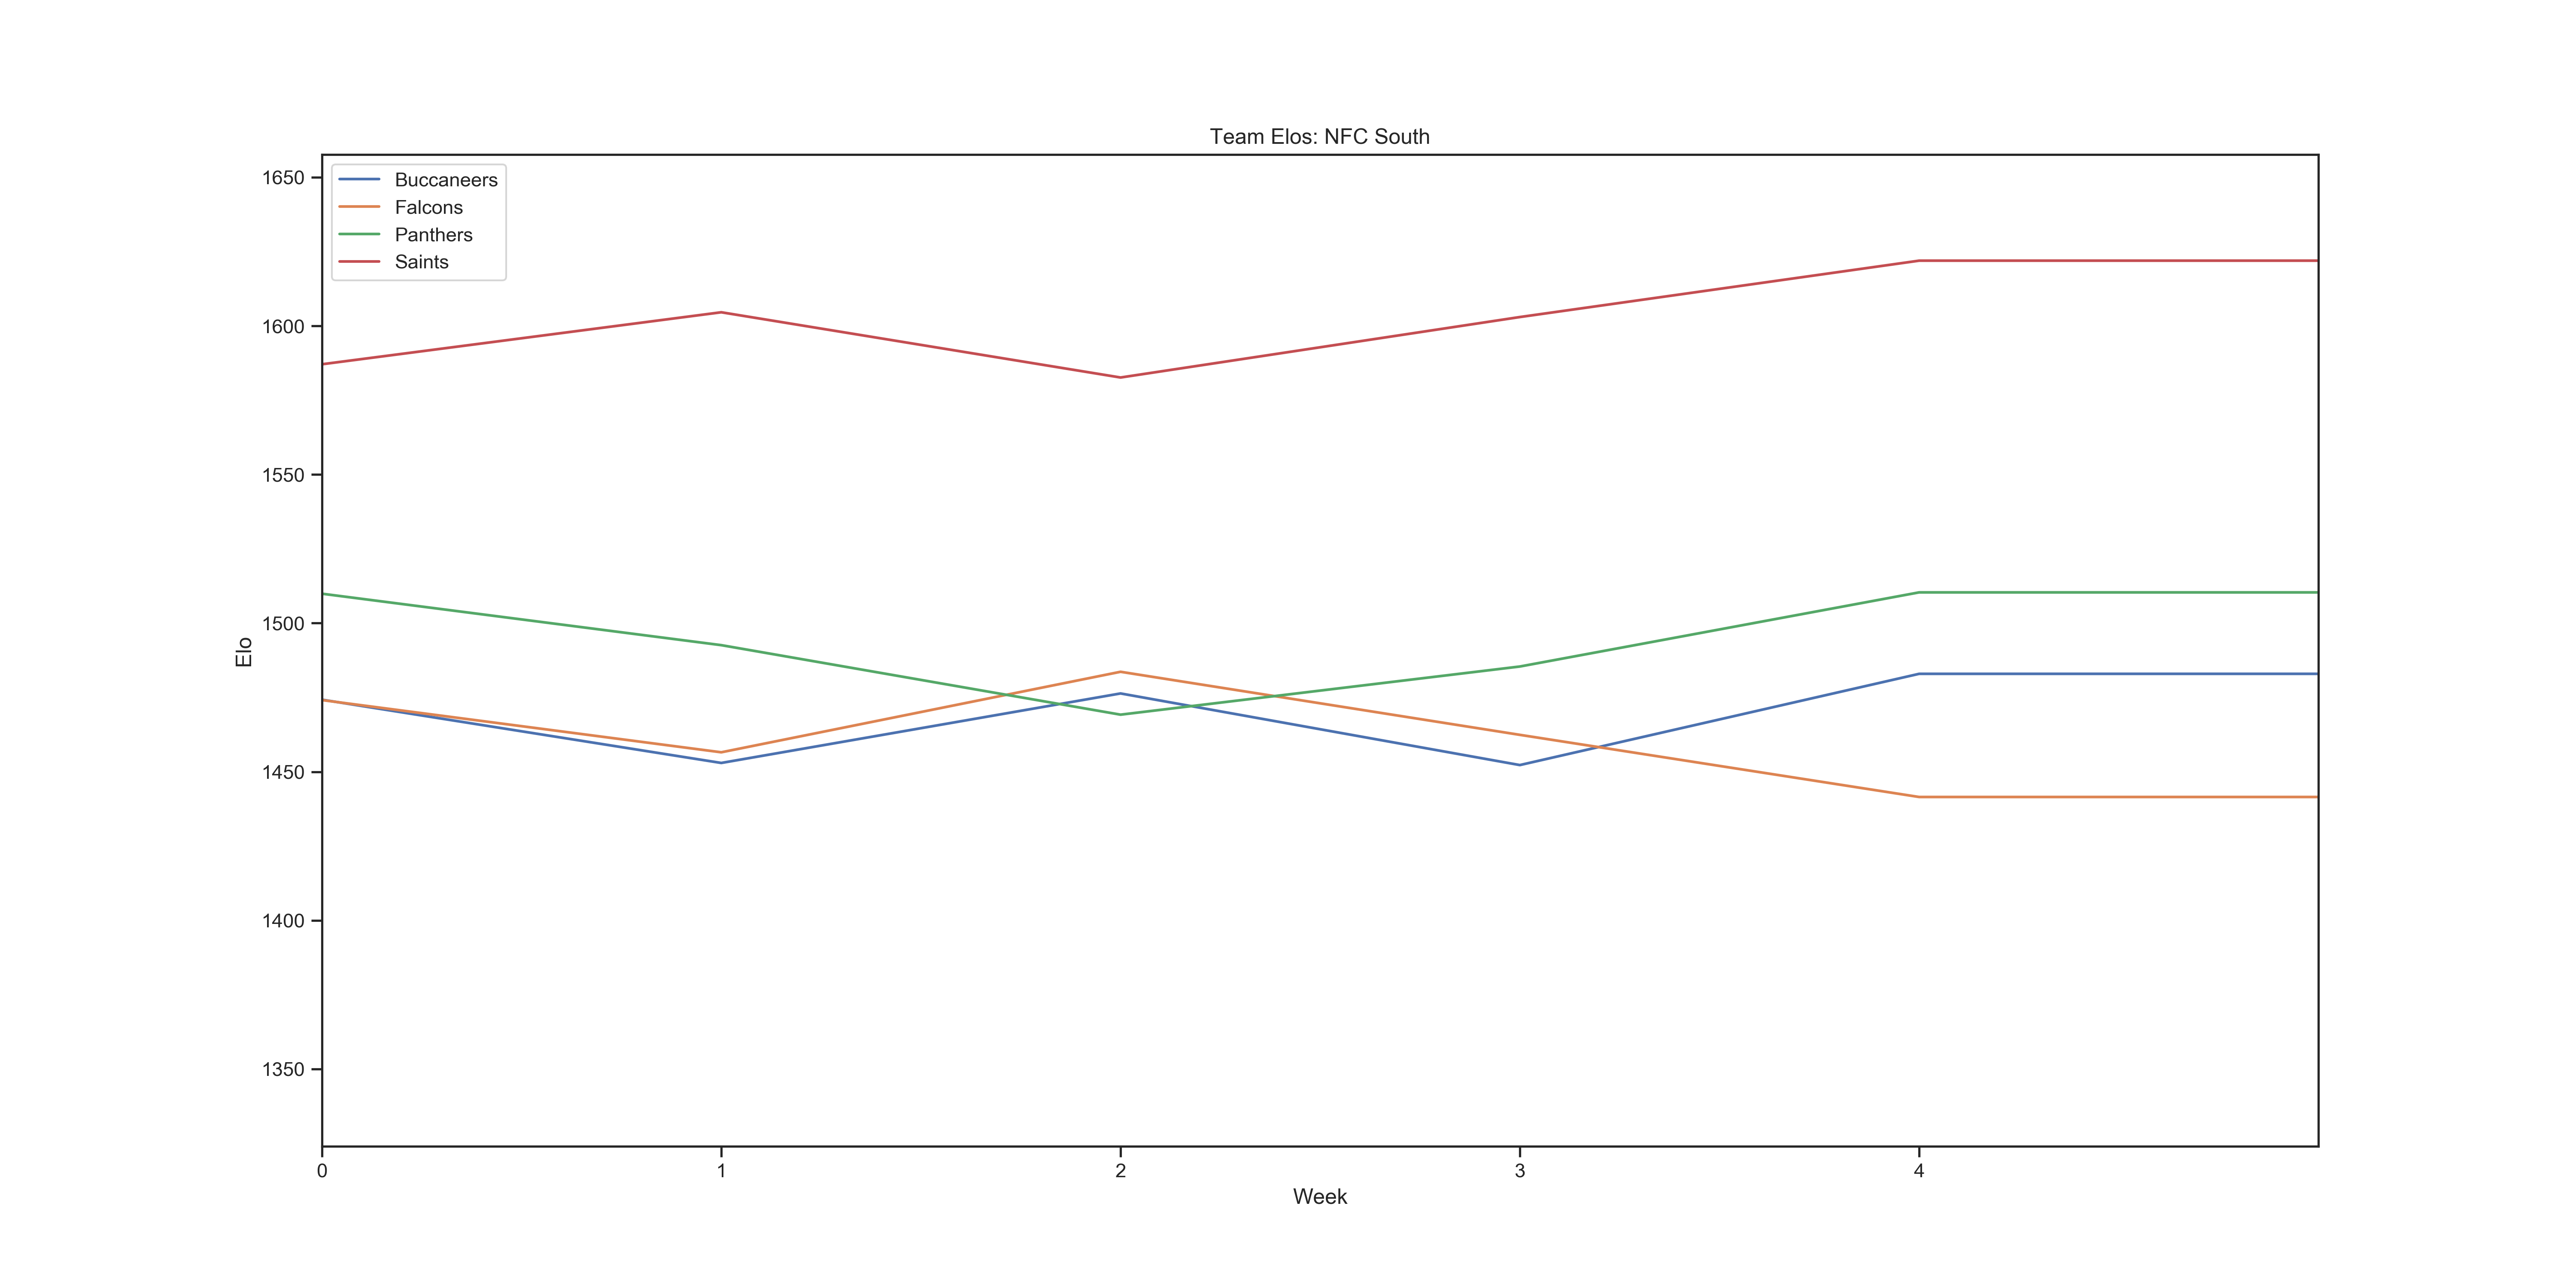 Team Elos: NFC South
1650
1600
1550
1500
1450
1400
1350
Elo
Buccaneers
Falcons
Panthers
Saints
0 1 2 3 4
Week